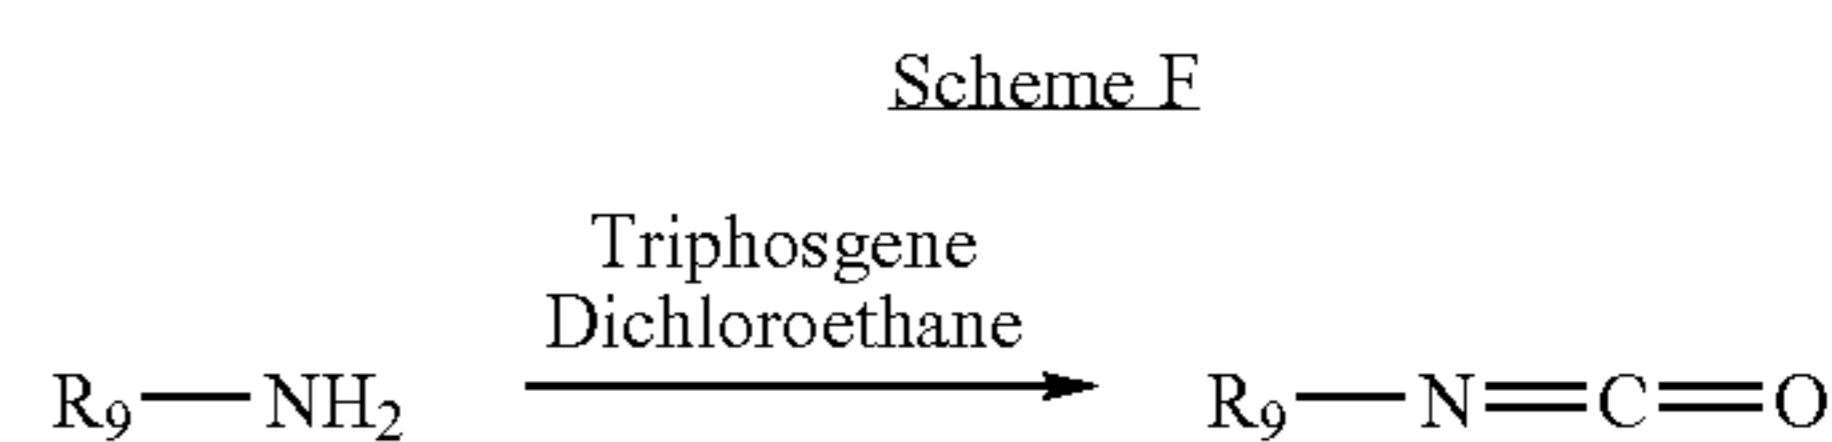 Scheme F
Triphosgene
Dichloroethane
R₉—NH₂ R₉—N=C=O